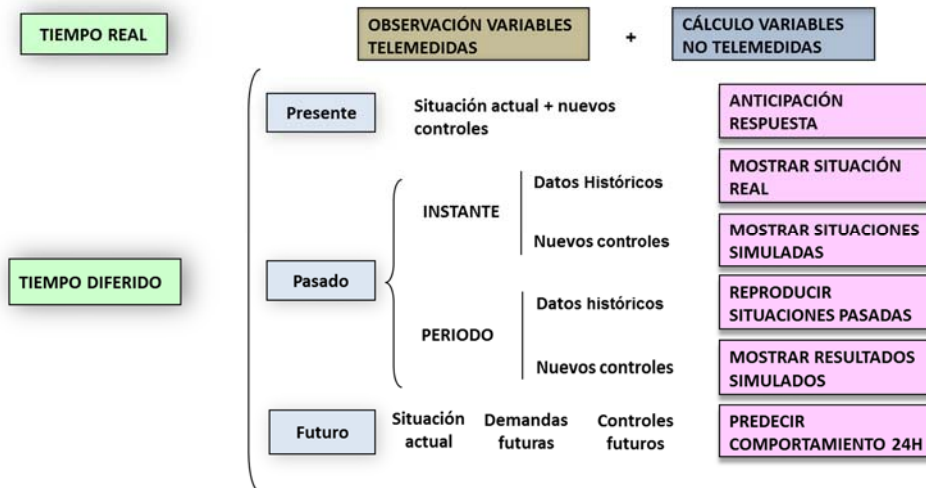 TIEMPO REAL
OBSERVACIÓN VARIABLES
TELEMEDIDAS
+
CÁLCULO VARIABLES
NO TELEMEDIDAS
TIEMPO DIFERIDO
Presente
Situación actual + nuevos
controles
ANTICIPACIÓN
RESPUESTA
Pasado
INSTANTE
Datos Históricos
MOSTRAR SITUACIÓN
REAL
Nuevos controles
MOSTRAR SITUACIONES
SIMULADAS
PERIODO
Datos históricos
REPRODUCIR
SITUACIONES PASADAS
Nuevos controles
MOSTRAR RESULTADOS
SIMULADOS
Futuro
Situación
actual
Demandas
futuras
Controles
futuros
PREDECIR
COMPORTAMIENTO 24H